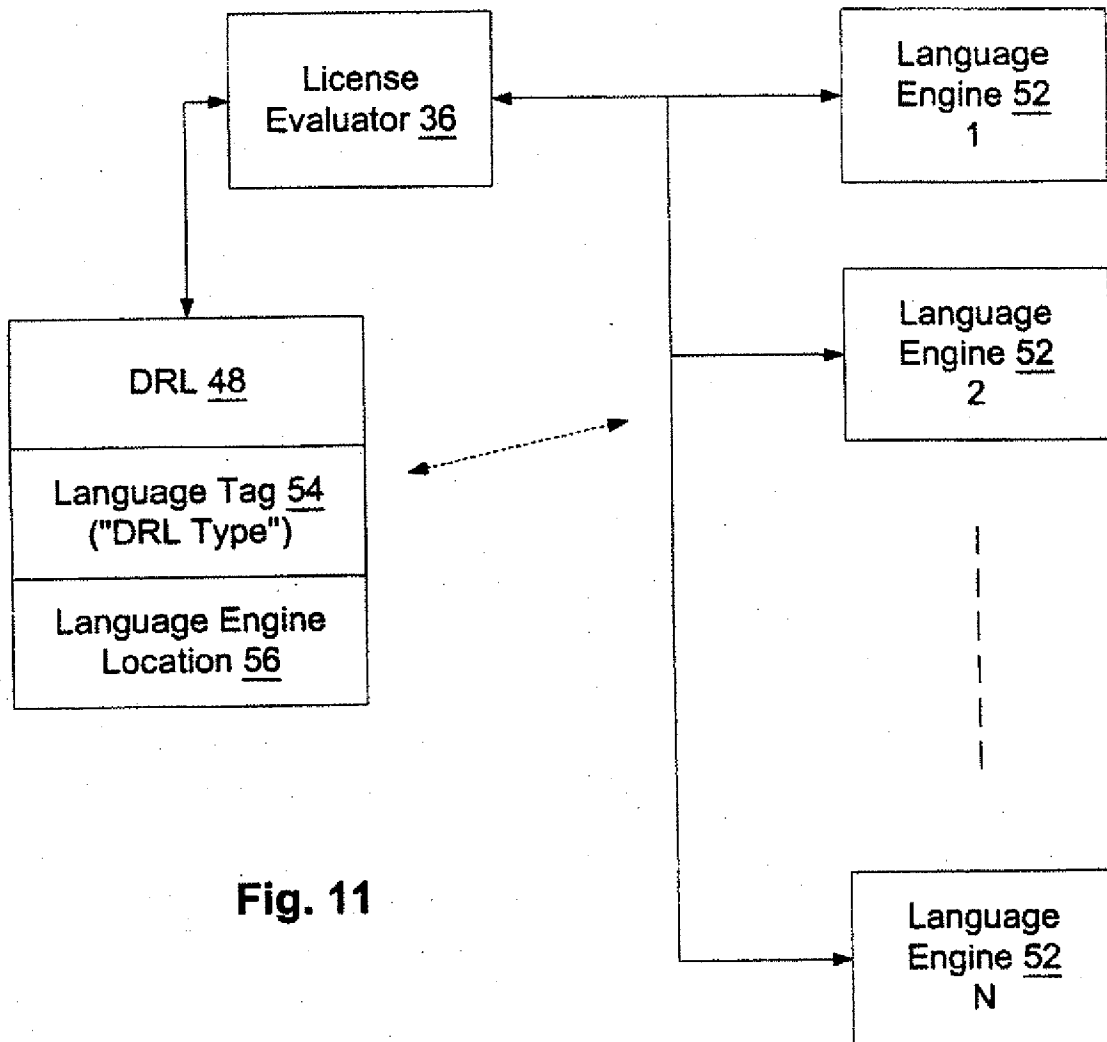 License
Evaluator 36
Language
Engine 52
1
Language
Engine 52
2
DRL 48
Language Tag 54
("DRL Type")
Language Engine
Location 56
Language
Engine 52
N
Fig. 11